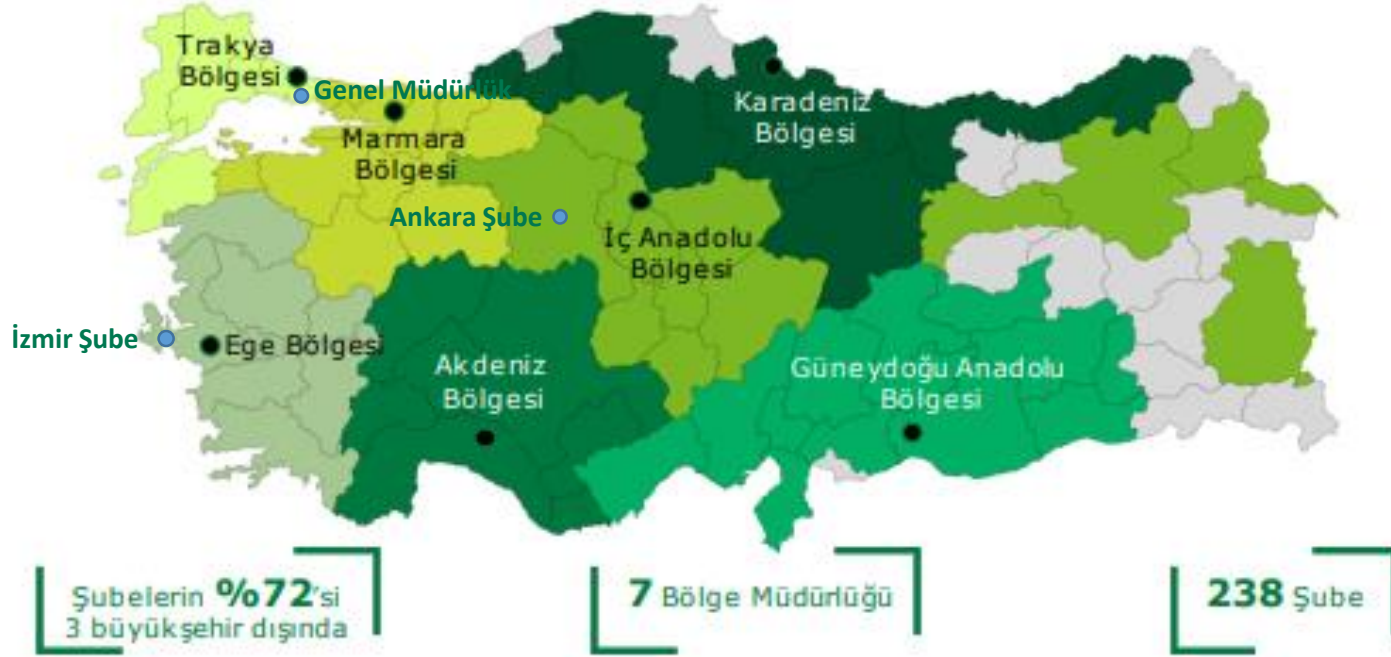 Trakya
Bölgesi
Genel Müdürlük
Marmara
Bölgesi
Karadeniz
Bölgesi
Ankara Şube
İç Anadolu
Bölgesi
İzmir Şube
Ege Bölgesi
Akdeniz
Bölgesi
Güneydoğu Anadolu
Bölgesi
Şubelerin %72'si
3 büyükşehir dışında
7 Bölge Müdürlüğü
238 Şube